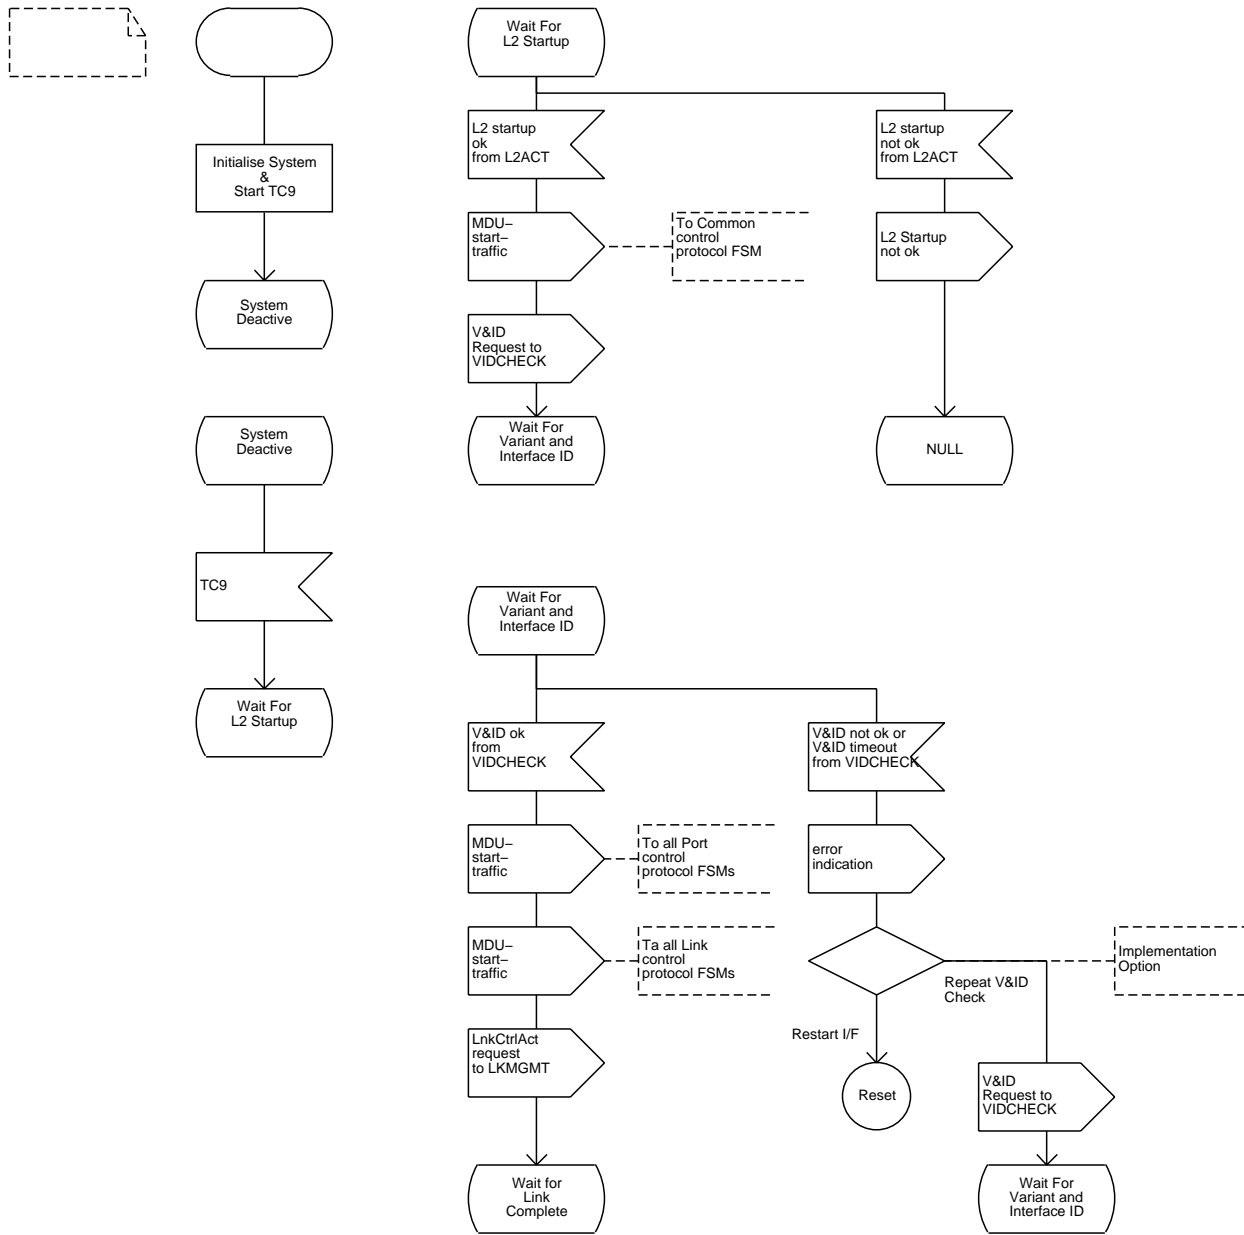 Initialise System
&
Start TC9
System
Deactive
System
Deactive
TC9
Wait For
L2 Startup
Wait For
L2 Startup
L2 startup
ok
from L2ACT
MDU–
start–
traffic
To Common
control
protocol FSM
V&ID
Request to
VIDCHECK
Wait For
Variant and
Interface ID
L2 startup
not ok
from L2ACT
L2 Startup
not ok
NULL
Wait For
Variant and
Interface ID
V&ID ok
from
VIDCHECK
MDU–
start–
traffic
To all Port
control
protocol FSMs
MDU–
start–
traffic
Ta all Link
control
protocol FSMs
LnkCtrlAct
request
to LKMGMT
Wait for
Link
Complete
V&ID not ok or
V&ID timeout
from VIDCHECK
error
indication
Implementation
Option
Repeat V&ID
Check
Restart I/F
Reset
V&ID
Request to
VIDCHECK
Wait For
Variant and
Interface ID